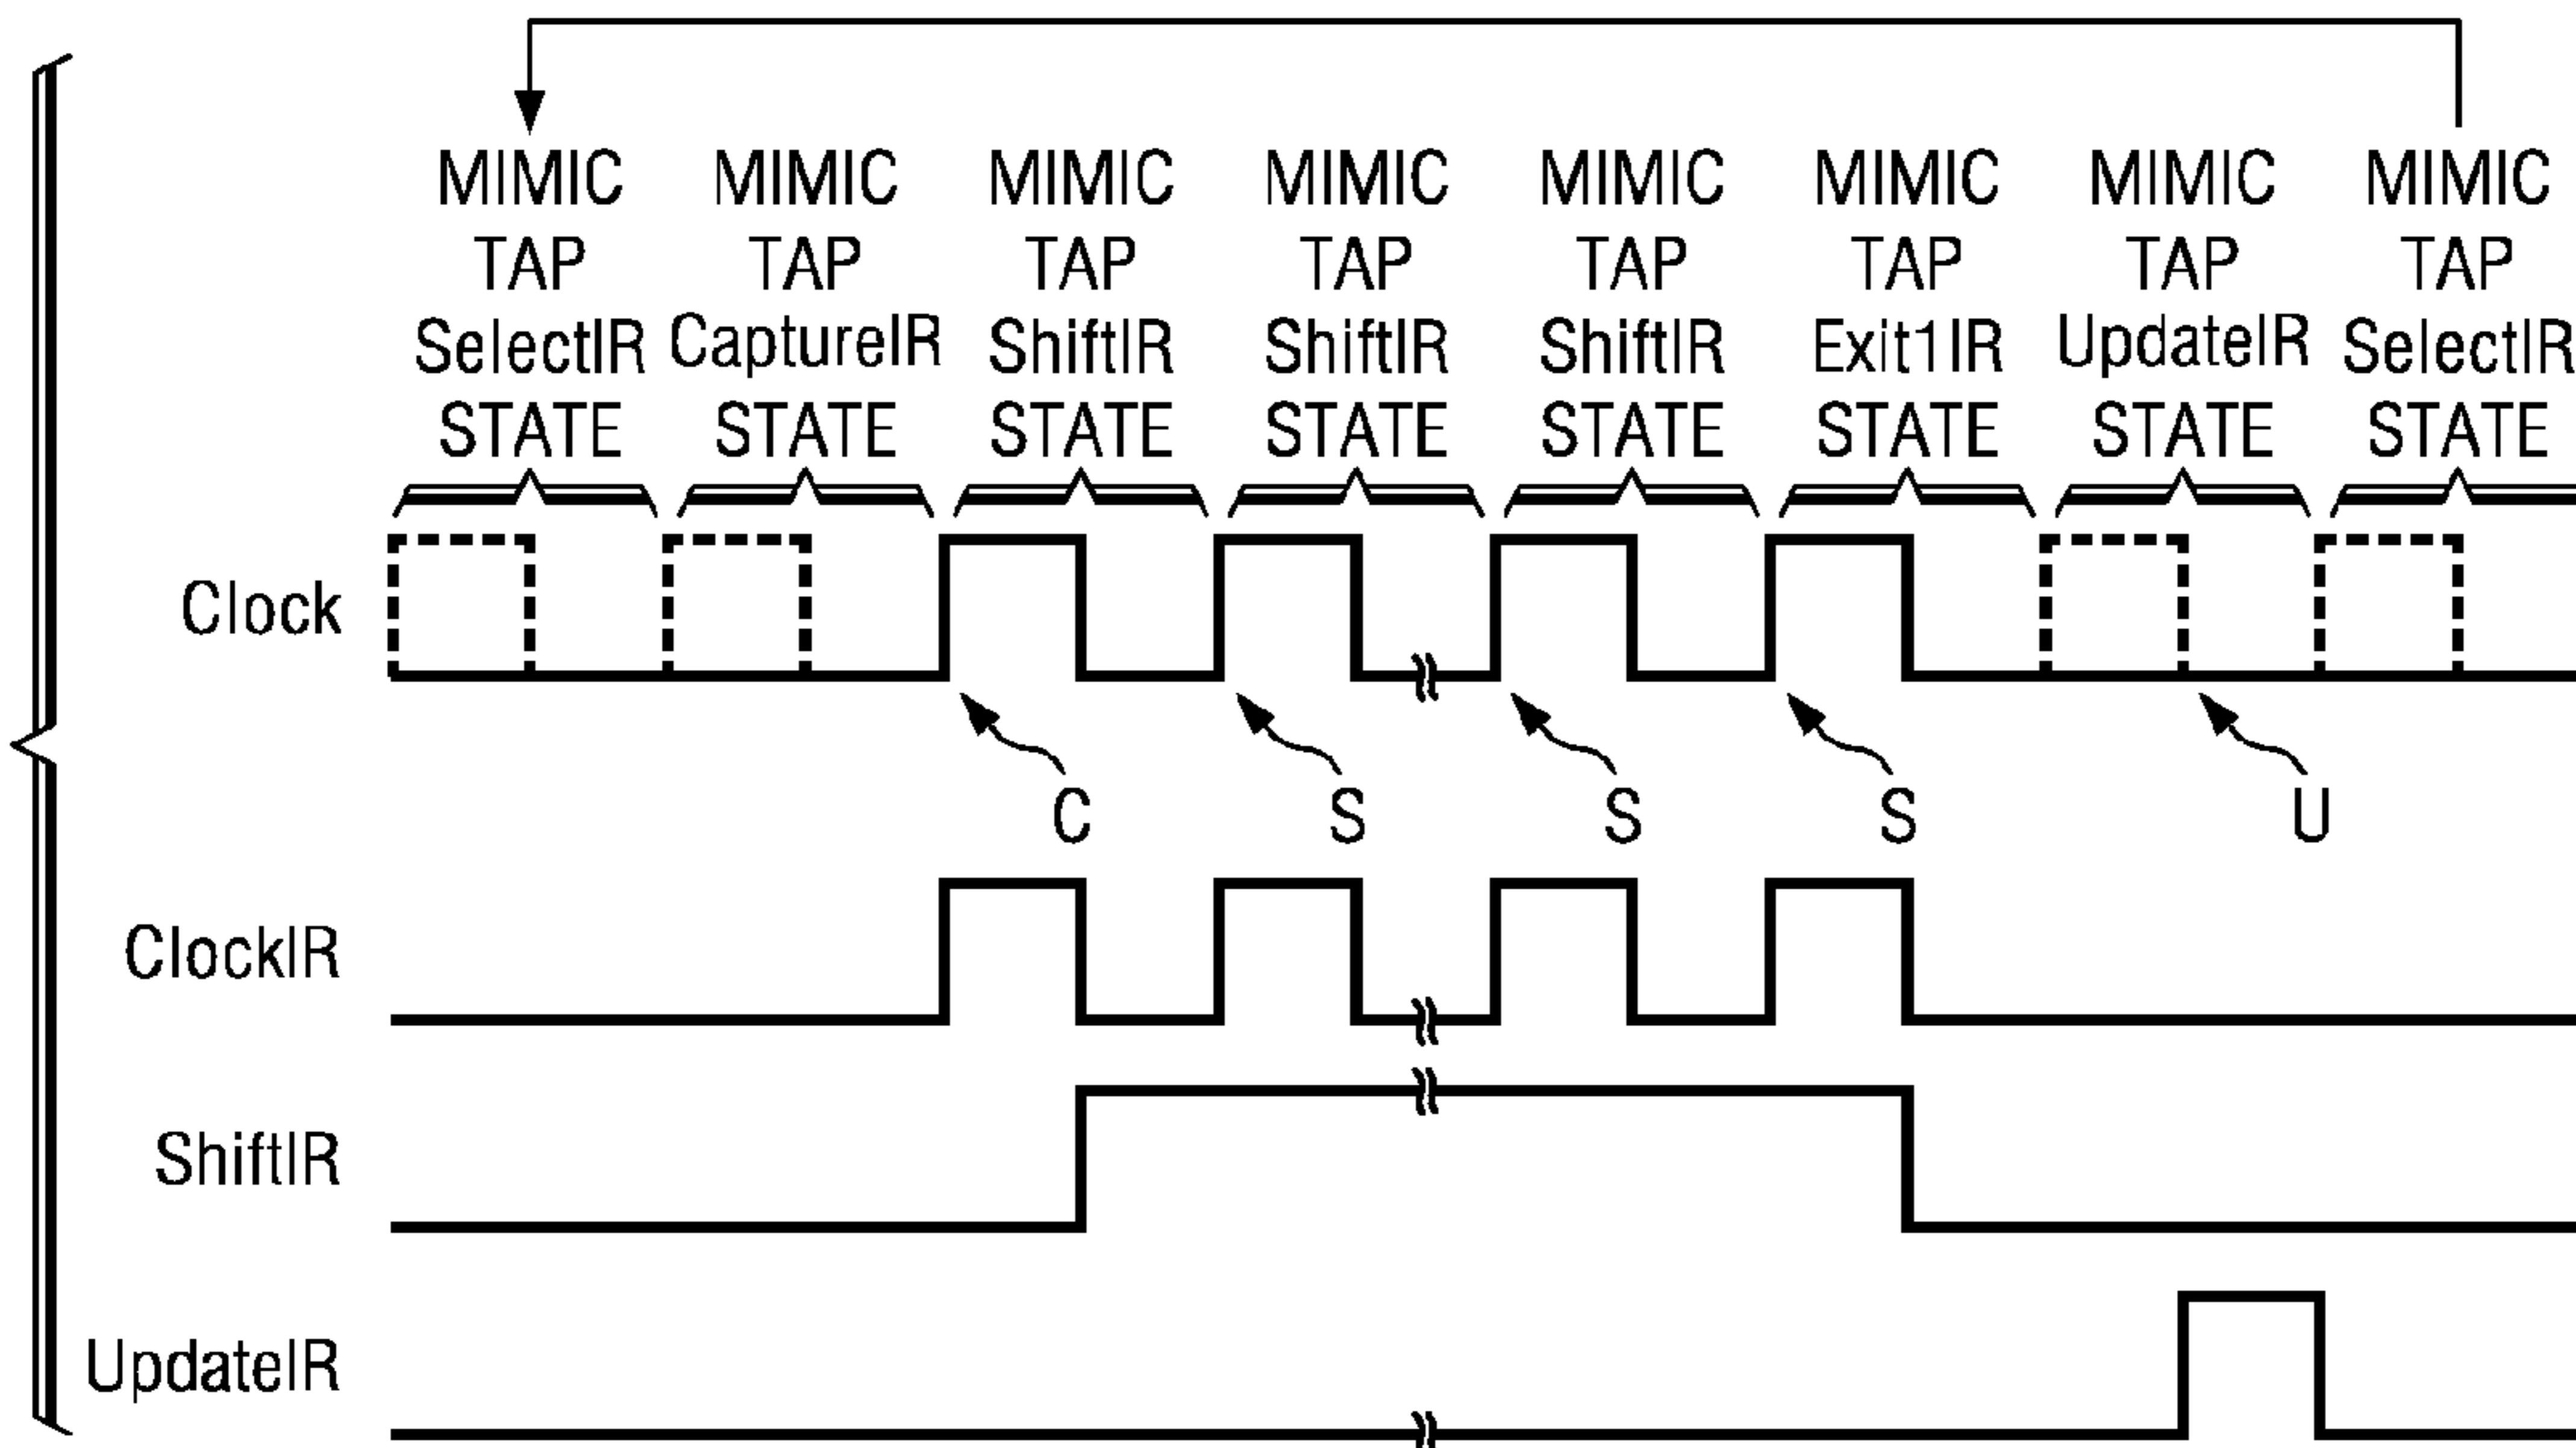 MIMIC MIMIC MIMIC MIMIC MIMIC MIMIC MIMIC MIMIC
TAP TAP TAP TAP TAP TAP TAP TAP
SelectIR CaptureIR ShiftIR ShiftIR ShiftIR Exit1IR UpdateIR SelectIR
STATE STATE STATE STATE STATE STATE STATE STATE
Clock
C S S S U
ClockIR
ShiftIR
UpdateIR